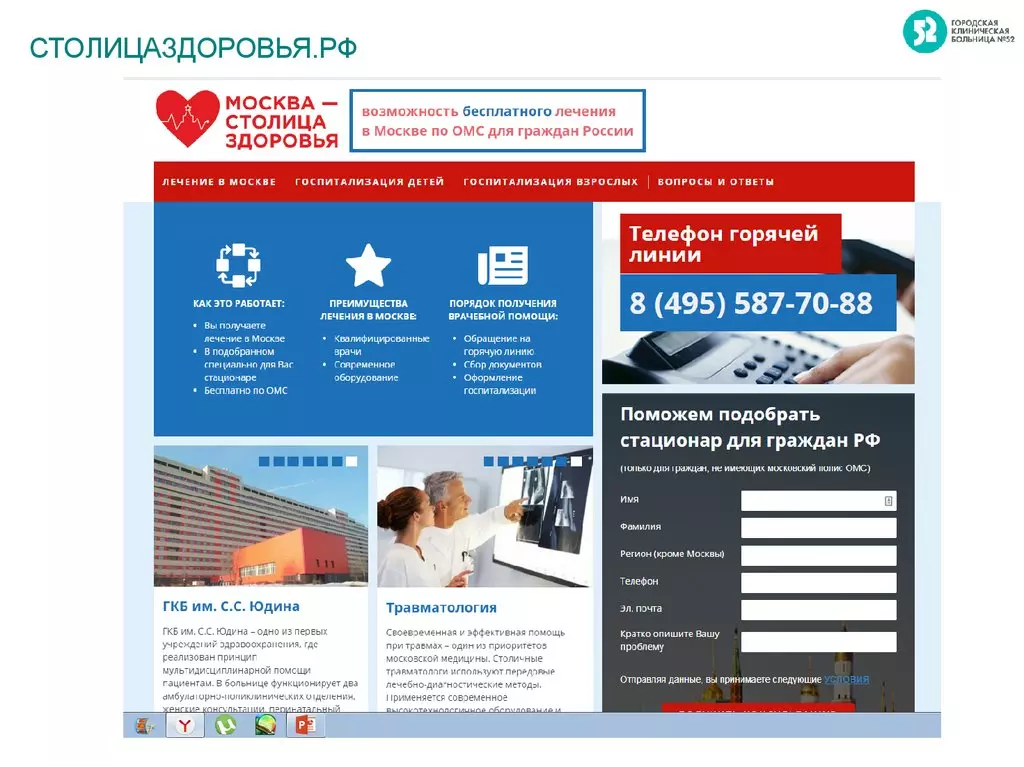 СТОЛИЦАЗДОРОВЬЯ.РФ
52
ГОРОДСКАЯ
КЛИНИЧЕСКАЯ
БОЛЬНИЦА №52
МОСКВА —
СТОЛИЦА
ЗДОРОВЬЯ
возможность бесплатного лечения
в Москве по ОМС для граждан России
ЛЕЧЕНИЕ В МОСКВЕ ГОСПИТАЛИЗАЦИЯ ДЕТЕЙ ГОСПИТАЛИЗАЦИЯ ВЗРОСЛЫХ ВОПРОСЫ И ОТВЕТЫ
КАК ЭТО РАБОТАЕТ:
• Вы получаете
лечение в Москве
• В подобранном
специально для Вас
стационаре
• Бесплатно по ОМС
ПРЕИМУЩЕСТВА
ЛЕЧЕНИЯ В МОСКВЕ:
• Квалифицированные
врачи
• Современное
оборудование
ПОРЯДОК ПОЛУЧЕНИЯ
ВРАЧЕБНОЙ ПОМОЩИ:
• Обращение на
горячую линию
• Сбор документов
• Оформление
госпитализации
Телефон горячей
линии
8 (495) 587-70-88
Поможем подобрать
стационар для граждан РФ
(только для граждан, не имеющих московский полис ОМС)
Имя
Фамилия
Регион (кроме Москвы)
Телефон
Эл. почта
Кратко опишите Вашу
проблему
Отправляя данные, вы принимаете следующие УСЛОВИЯ
ГКБ им. С.С. Юдина
ГКБ им. С.С. Юдина – одно из первых
учреждений здравоохранения, где
реализован принцип
мультидисциплинарной помощи
пациентам. В больнице функционирует два
амбулаторно-поликлинических отделения,
женские консультации, перинатальный
Травматология
Своевременная и эффективная помощь
при травмах – один из приоритетов
московской медицины. Столичные
травматологи используют передовые
лечебно-диагностические методы.
Применяется современное
высокотехнологичное оборудование и